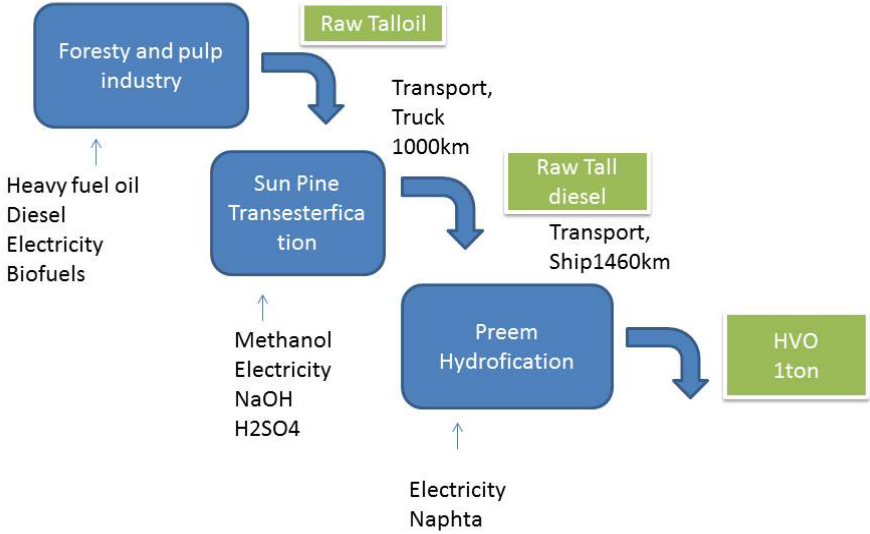 Raw Talloil
Foresty and pulp
industry
Transport,
Truck
1000km
Heavy fuel oil
Diesel
Electricity
Biofuels
Sun Pine
Transesterfica
tion
Raw Tall
diesel
Transport,
Ship1460km
Methanol
Electricity
NaOH
H2SO4
Preem
Hydrofication
HVO
1ton
Electricity
Naphta